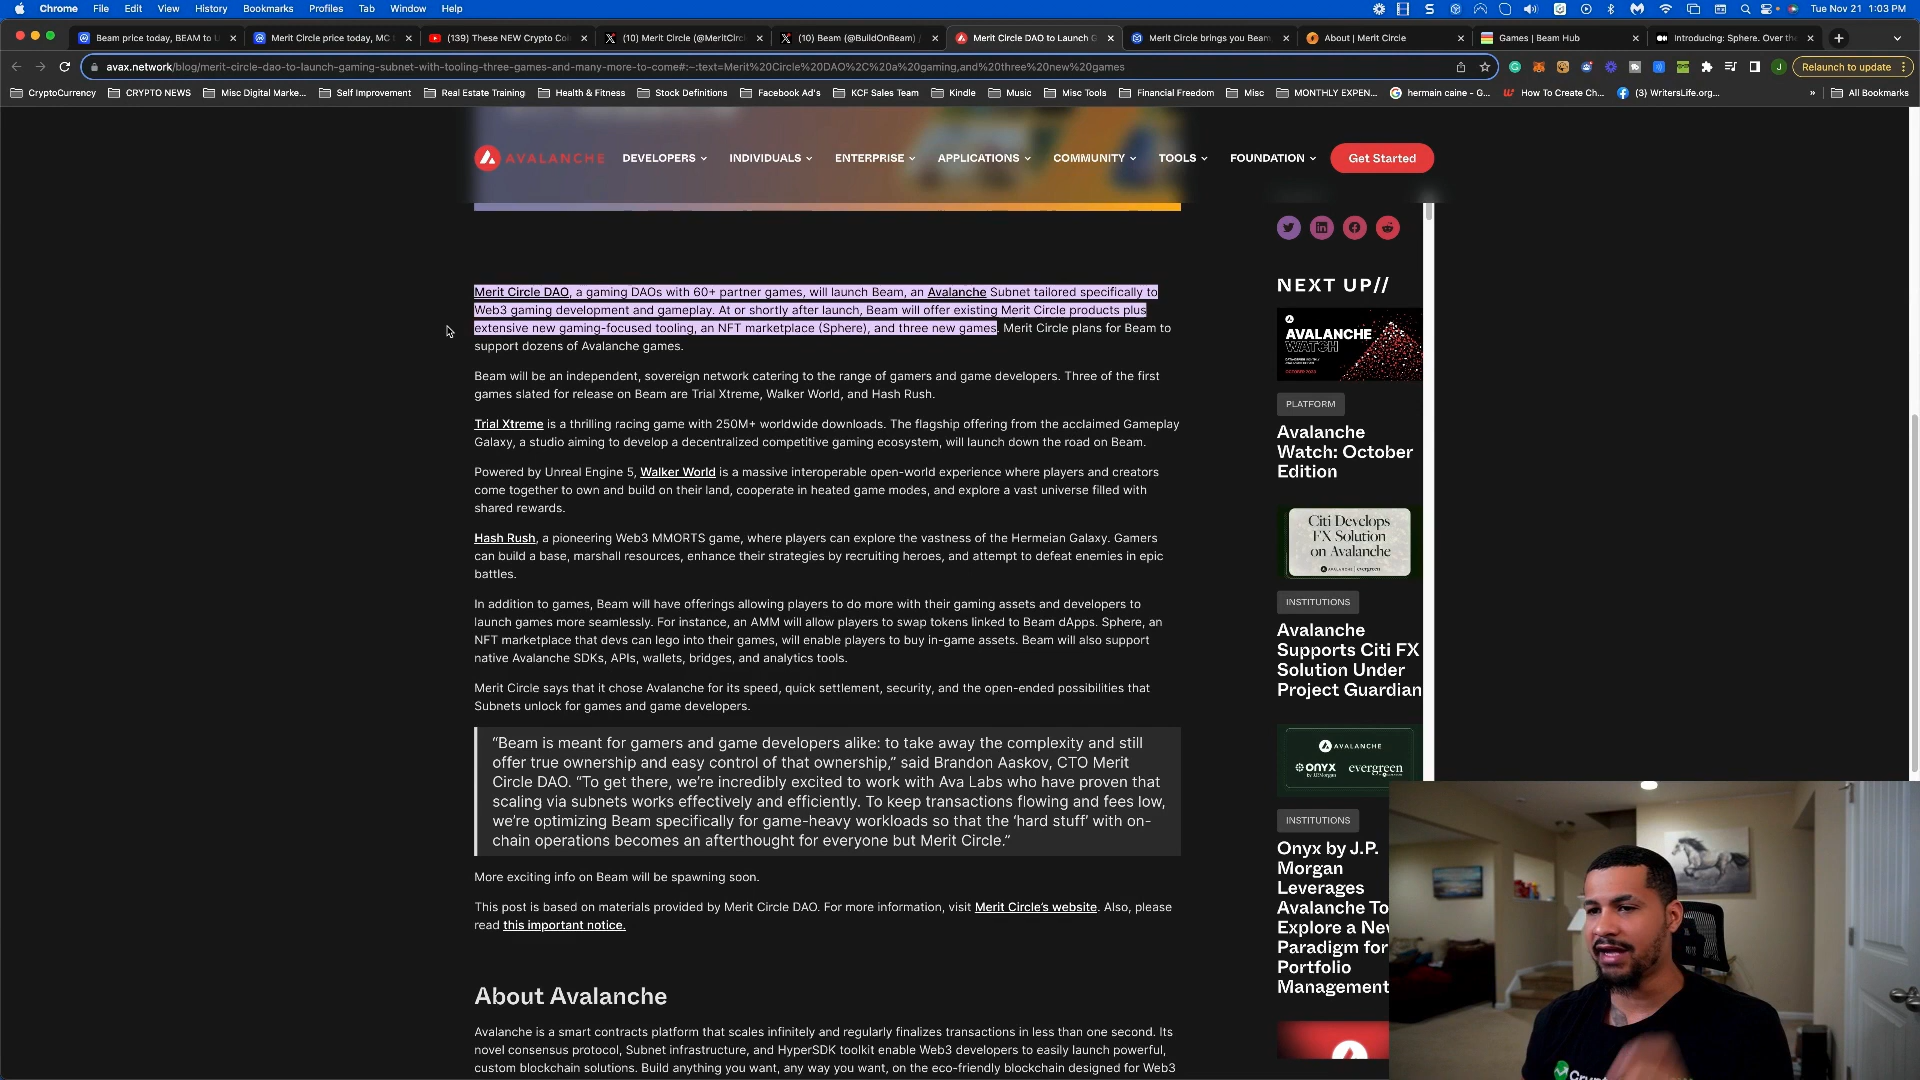 Chrome File Edit View History Bookmarks Profiles Tab Window Help
Tue Nov 21 1:03 PM
Beam price today, BEAM to U
Merit Circle price today, MC
(139) These NEW Crypto Coi
(10) Merit Circle (@MeritCirc
(10) Beam (@BuildOnBeam) /
Merit Circle DAO to Launch G
Merit Circle brings you Beam,
About | Merit Circle
Games | Beam Hub
Introducing: Sphere. Over the
avax.network/blog/merit-circle-dao-to-launch-gaming-subnet-with-tooling-three-games-and-many-more-to-come#:~:text=Merit%20Circle%20DAO%2C%20a%20gaming,and%20three%20new%20games
Relaunch to update
CryptoCurrency
CRYPTO NEWS
Misc Digital Marke...
Self Improvement
Real Estate Training
Health & Fitness
Stock Definitions
Facebook Ad's
KCF Sales Team
Kindle
Music
Misc Tools
Financial Freedom
Misc
MONTHLY EXPEN...
hermain caine - G...
How To Create Ch...
(3) WritersLife.org...
» All Bookmarks
AVALANCHE
DEVELOPERS
INDIVIDUALS
ENTERPRISE
APPLICATIONS
COMMUNITY
TOOLS
FOUNDATION
Get Started
Merit Circle DAO, a gaming DAOs with 60+ partner games, will launch Beam, an Avalanche Subnet tailored specifically to
Web3 gaming development and gameplay. At or shortly after launch, Beam will offer existing Merit Circle products plus
extensive new gaming-focused tooling, an NFT marketplace (Sphere), and three new games. Merit Circle plans for Beam to
support dozens of Avalanche games.
Beam will be an independent, sovereign network catering to the range of gamers and game developers. Three of the first
games slated for release on Beam are Trial Xtreme, Walker World, and Hash Rush.
Trial Xtreme is a thrilling racing game with 250M+ worldwide downloads. The flagship offering from the acclaimed Gameplay
Galaxy, a studio aiming to develop a decentralized competitive gaming ecosystem, will launch down the road on Beam.
Powered by Unreal Engine 5, Walker World is a massive interoperable open-world experience where players and creators
come together to own and build on their land, cooperate in heated game modes, and explore a vast universe filled with
shared rewards.
Hash Rush, a pioneering Web3 MMORTS game, where players can explore the vastness of the Hermeian Galaxy. Gamers
can build a base, marshall resources, enhance their strategies by recruiting heroes, and attempt to defeat enemies in epic
battles.
In addition to games, Beam will have offerings allowing players to do more with their gaming assets and developers to
launch games more seamlessly. For instance, an AMM will allow players to swap tokens linked to Beam dApps. Sphere, an
NFT marketplace that devs can lego into their games, will enable players to buy in-game assets. Beam will also support
native Avalanche SDKs, APIs, wallets, bridges, and analytics tools.
Merit Circle says that it chose Avalanche for its speed, quick settlement, security, and the open-ended possibilities that
Subnets unlock for games and game developers.
“Beam is meant for gamers and game developers alike: to take away the complexity and still
offer true ownership and easy control of that ownership,” said Brandon Aaskov, CTO Merit
Circle DAO. “To get there, we’re incredibly excited to work with Ava Labs who have proven that
scaling via subnets works effectively and efficiently. To keep transactions flowing and fees low,
we’re optimizing Beam specifically for game-heavy workloads so that the ‘hard stuff’ with on-
chain operations becomes an afterthought for everyone but Merit Circle.”
More exciting info on Beam will be spawning soon.
This post is based on materials provided by Merit Circle DAO. For more information, visit Merit Circle’s website. Also, please
read this important notice.
About Avalanche
Avalanche is a smart contracts platform that scales infinitely and regularly finalizes transactions in less than one second. Its
novel consensus protocol, Subnet infrastructure, and HyperSDK toolkit enable Web3 developers to easily launch powerful,
custom blockchain solutions. Build anything you want, any way you want, on the eco-friendly blockchain designed for Web3
NEXT UP//
AVALANCHE
WATCH
PLATFORM
Avalanche
Watch: October
Edition
Citi Develops
FX Solution
on Avalanche
AVALANCHE evergreen
INSTITUTIONS
Avalanche
Supports Citi FX
Solution Under
Project Guardian
AVALANCHE
ONYX evergreen
INSTITUTIONS
Onyx by J.P.
Morgan
Leverages
Avalanche To
Explore a Ne
Paradigm for
Portfolio
Management